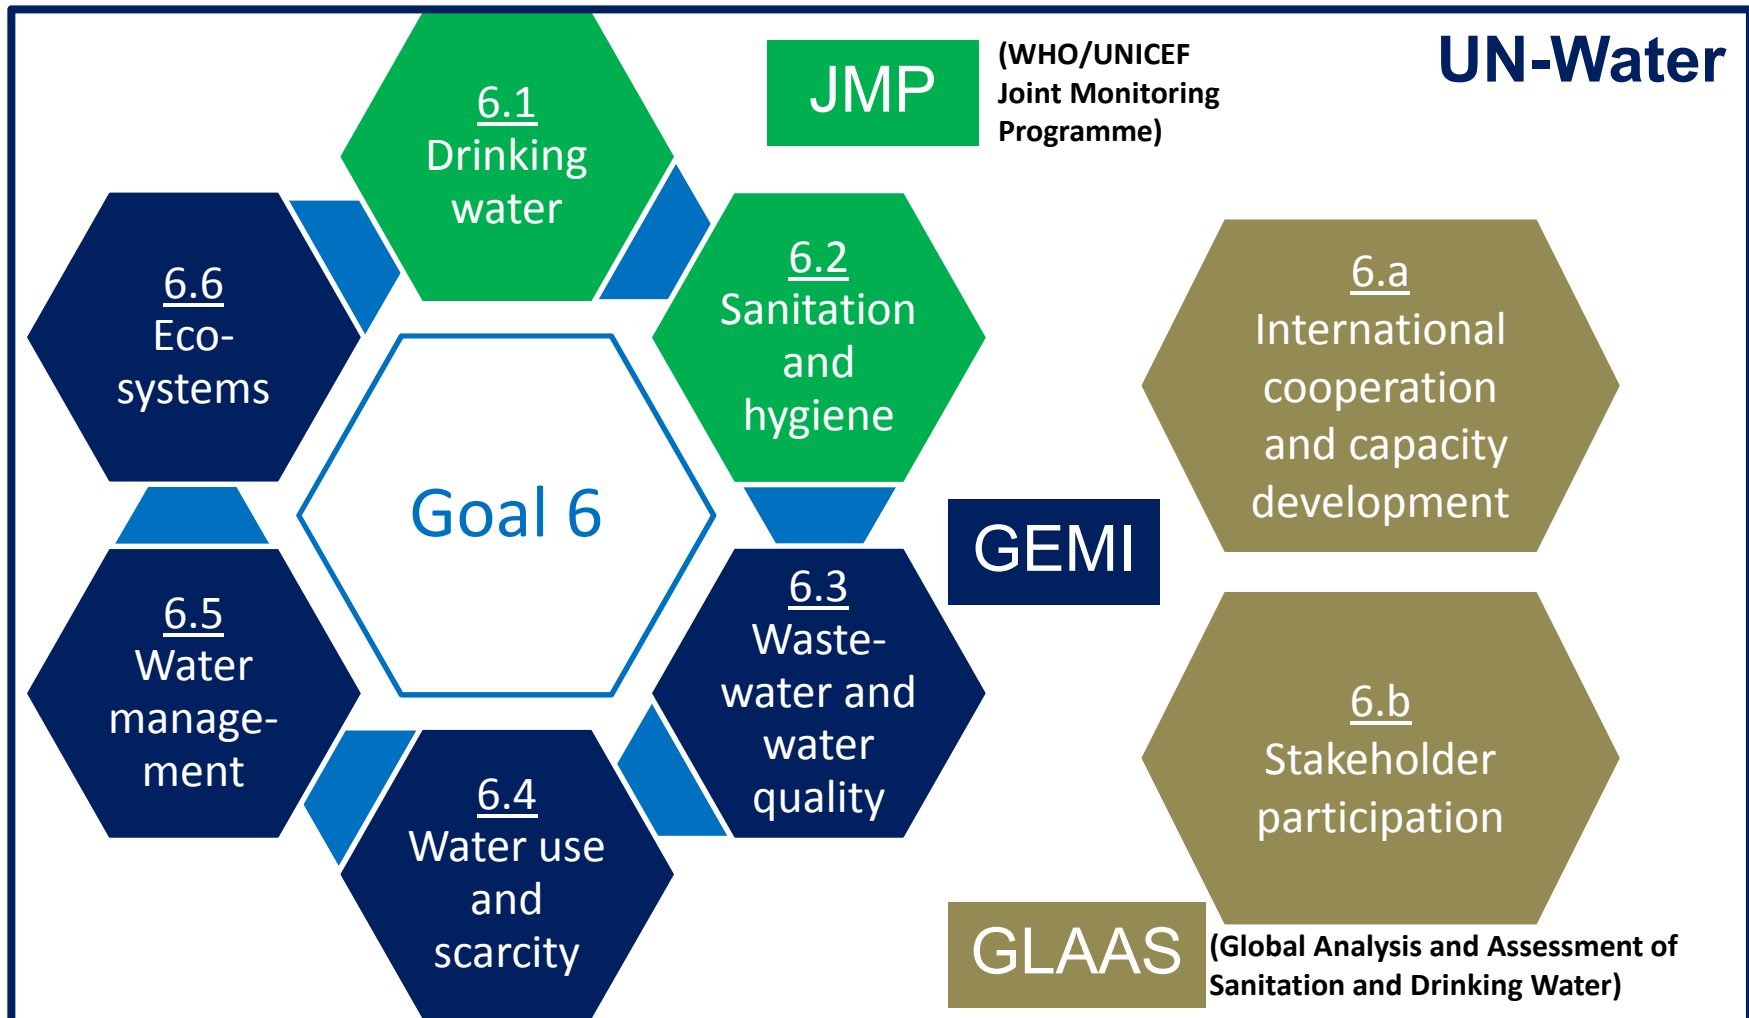 UN-Water
JMP
(WHO/UNICEF
Joint Monitoring
Programme)
6.1
Drinking
water
6.2
Sanitation
and
hygiene
6.3
Waste-
water and
water
quality
6.4
Water use
and
scarcity
6.5
Water
manage-
ment
6.6
Eco-
systems
Goal 6
GEMI
6.a
International
cooperation
and capacity
development
6.b
Stakeholder
participation
GLAAS
(Global Analysis and Assessment of
Sanitation and Drinking Water)